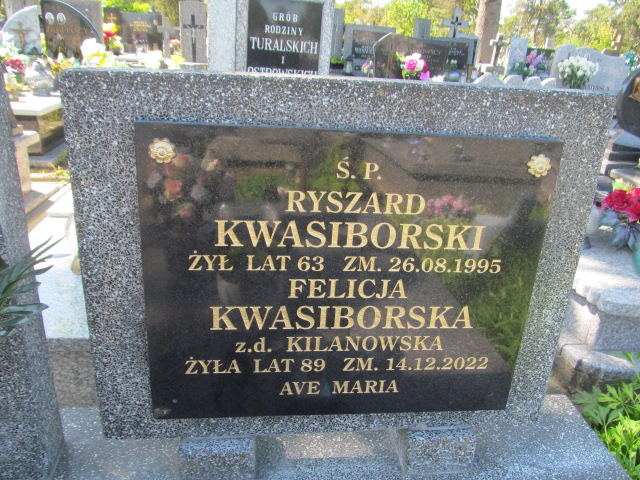 GRÓB
RODZINY
TURALSKICH
I
OSTROWSKICH
Ś. P.
RYSZARD
KWASIBORSKI
ŻYŁ LAT 63 ZM. 26.08.1995
FELICJA
KWASIBORSKA
z.d. KILANOWSKA
ŻYŁA LAT 89 ZM. 14.12.2022
AVE MARIA